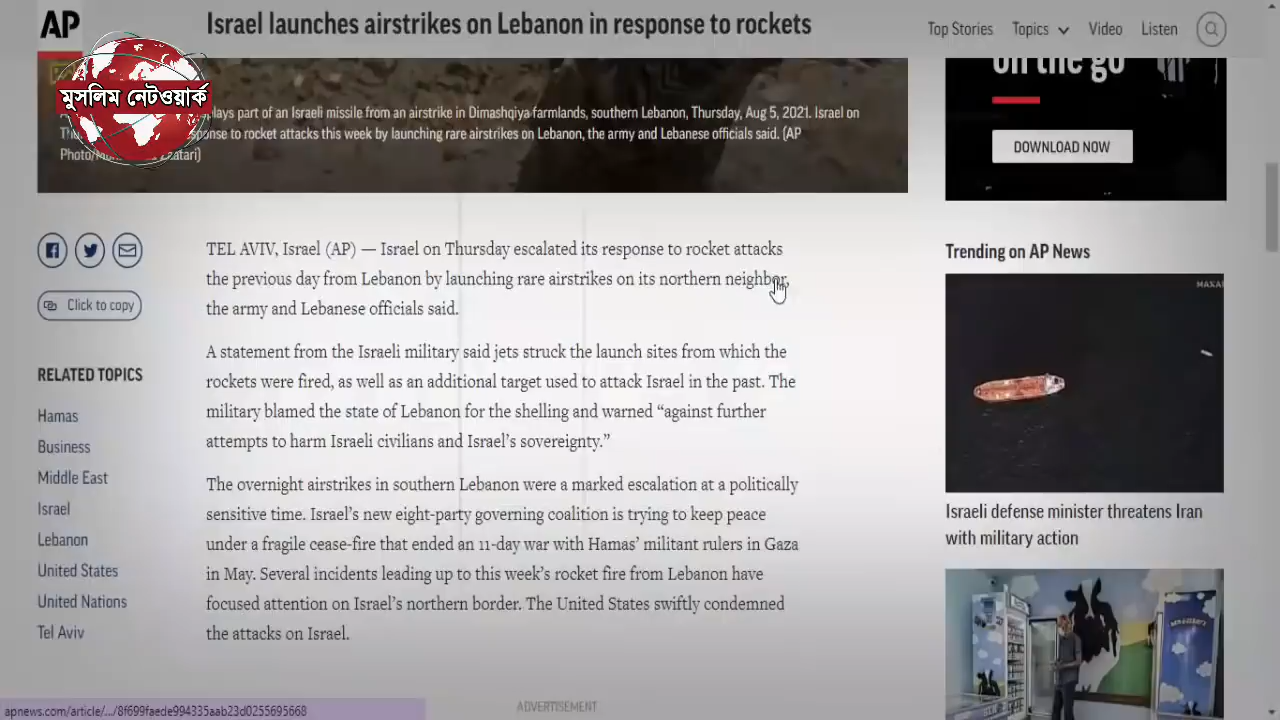 AP
Israel launches airstrikes on Lebanon in response to rockets
Top Stories
Topics
Video
Listen
মুসলিম নেটওয়ার্ক
on the go
DOWNLOAD NOW
plays part of an Israeli missile from an airstrike in Dimashqiya farmlands, southern Lebanon, Thursday, Aug 5, 2021. Israel on
sponse to rocket attacks this week by launching rare airstrikes on Lebanon, the army and Lebanese officials said. (AP
TEL AVIV, Israel (AP) — Israel on Thursday escalated its response to rocket attacks
the previous day from Lebanon by launching rare airstrikes on its northern neighbor,
the army and Lebanese officials said.
A statement from the Israeli military said jets struck the launch sites from which the
rockets were fired, as well as an additional target used to attack Israel in the past. The
military blamed the state of Lebanon for the shelling and warned “against further
attempts to harm Israeli civilians and Israel’s sovereignty.”
The overnight airstrikes in southern Lebanon were a marked escalation at a politically
sensitive time. Israel’s new eight-party governing coalition is trying to keep peace
under a fragile cease-fire that ended an 11-day war with Hamas’ militant rulers in Gaza
in May. Several incidents leading up to this week’s rocket fire from Lebanon have
focused attention on Israel’s northern border. The United States swiftly condemned
the attacks on Israel.
Click to copy
RELATED TOPICS
Hamas
Business
Middle East
Israel
Lebanon
United States
United Nations
Tel Aviv
Trending on AP News
MAXAR
Israeli defense minister threatens Iran
with military action
ADVERTISEMENT
apnews.com/article/.../8f699faede994335aab23d0255695668